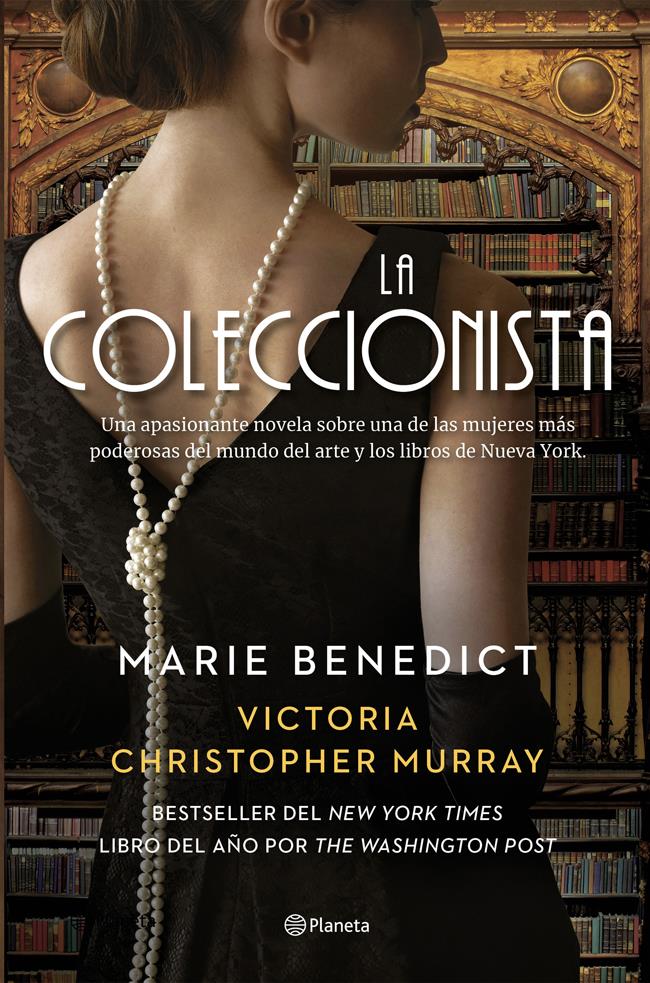 LA
COLECCIONISTA
Una apasionante novela sobre una de las mujeres más
poderosas del mundo del arte y los libros de Nueva York.
MARIE BENEDICT
VICTORIA
CHRISTOPHER MURRAY
BESTSELLER DEL NEW YORK TIMES
LIBRO DEL AÑO POR THE WASHINGTON POST
Planeta